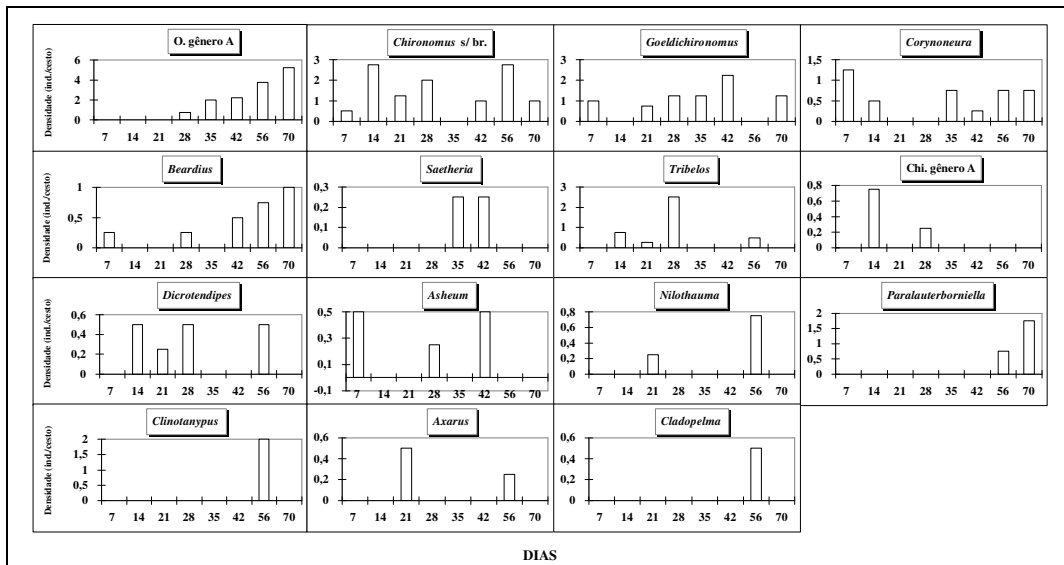 O. gênero A
Chironomus s/ br.
Goeldichironomus
Corynoneura
Densidade (ind./cesto)
6
4
2
0
7 14 21 28 35 42 56 70
3
2
1
0
7 14 21 28 35 42 56 70
3
2
1
0
7 14 21 28 35 42 56 70
1,5
1
0,5
0
7 14 21 28 35 42 56 70
Beardius
Saetheria
Tribelos
Chi. gênero A
Densidade (ind./cesto)
1
0,5
0
7 14 21 28 35 42 56 70
0,3
0,2
0,1
0
7 14 21 28 35 42 56 70
3
2
1
0
7 14 21 28 35 42 56 70
0,8
0,6
0,4
0,2
0
7 14 21 28 35 42 56 70
Dicrotendipes
Asheum
Nilothauma
Paralauterborniella
Densidade (ind./cesto)
0,6
0,4
0,2
0
7 14 21 28 35 42 56 70
0,5
0,3
0,1
-0,1
7 14 21 28 35 42 56 70
0,8
0,6
0,4
0,2
0
7 14 21 28 35 42 56 70
2
1,5
1
0,5
0
7 14 21 28 35 42 56 70
Clinotanypus
Axarus
Cladopelma
Densidade (ind./cesto)
2
1,5
1
0,5
0
7 14 21 28 35 42 56 70
0,6
0,4
0,2
0
7 14 21 28 35 42 56 70
0,6
0,4
0,2
0
7 14 21 28 35 42 56 70
DIAS